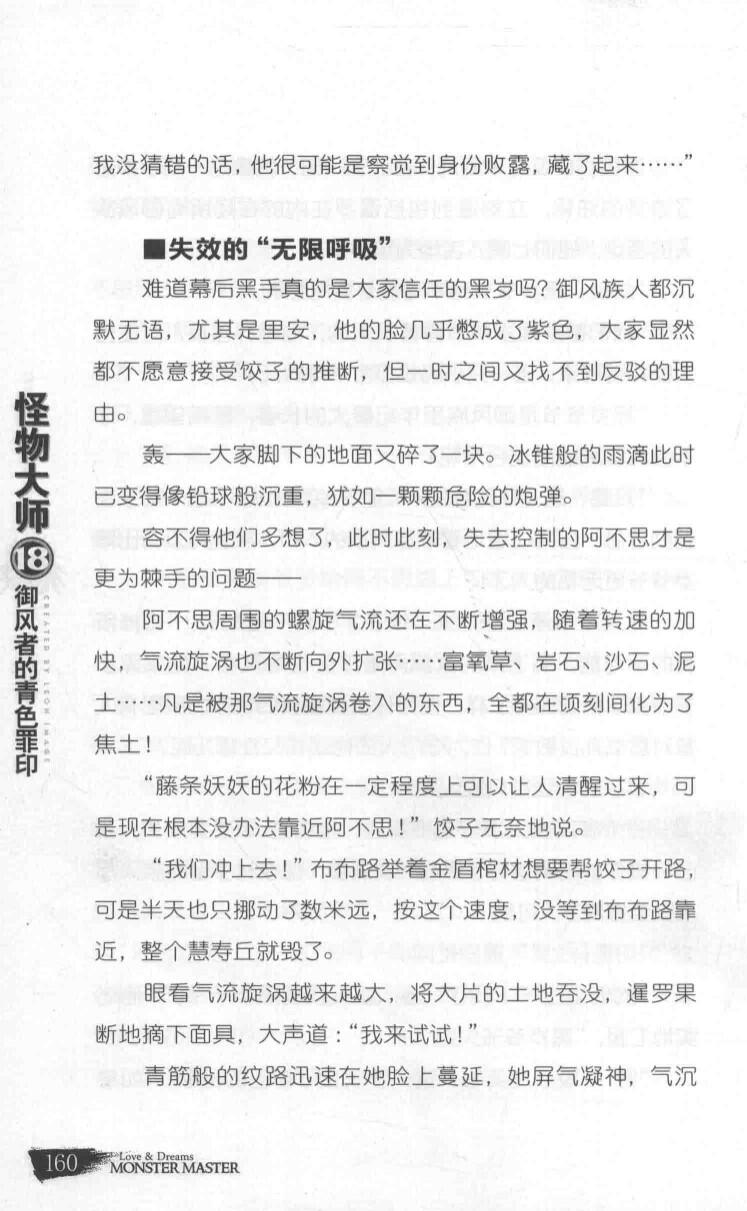 我没猜错的话，他很可能是察觉到身份败露，藏了起来……”
■失效的“无限呼吸”
难道幕后黑手真的是大家信任的黑岁吗？御风族人都沉
默无语，尤其是里安，他的脸几乎憋成了紫色，大家显然
都不愿意接受饺子的推断，但一时之间又找不到反驳的理
由。
轰——大家脚下的地面又碎了一块。冰锥般的雨滴此时
已变得像铅球般沉重，犹如一颗颗危险的炮弹。
容不得他们多想了，此时此刻，失去控制的阿不思才是
更为棘手的问题——
阿不思周围的螺旋气流还在不断增强，随着转速的加
快，气流旋涡也不断向外扩张……富氧草、岩石、沙石、泥
土……凡是被那气流旋涡卷入的东西，全都在顷刻间化为了
焦土！
“藤条妖妖的花粉在一定程度上可以让人清醒过来，可
是现在根本没办法靠近阿不思！”饺子无奈地说。
“我们冲上去！”布布路举着金盾棺材想要帮饺子开路，
可是半天也只挪动了数米远，按这个速度，没等到布布路靠
近，整个慧寿丘就毁了。
眼看气流旋涡越来越大，将大片的土地吞没，暹罗果
断地摘下面具，大声道：“我来试试！”
青筋般的纹路迅速在她脸上蔓延，她屏气凝神，气沉
怪物大师
18
御风者的青色罪印
CREATED BY LEON IMAGE
160
Love & Dreams
MONSTER MASTER